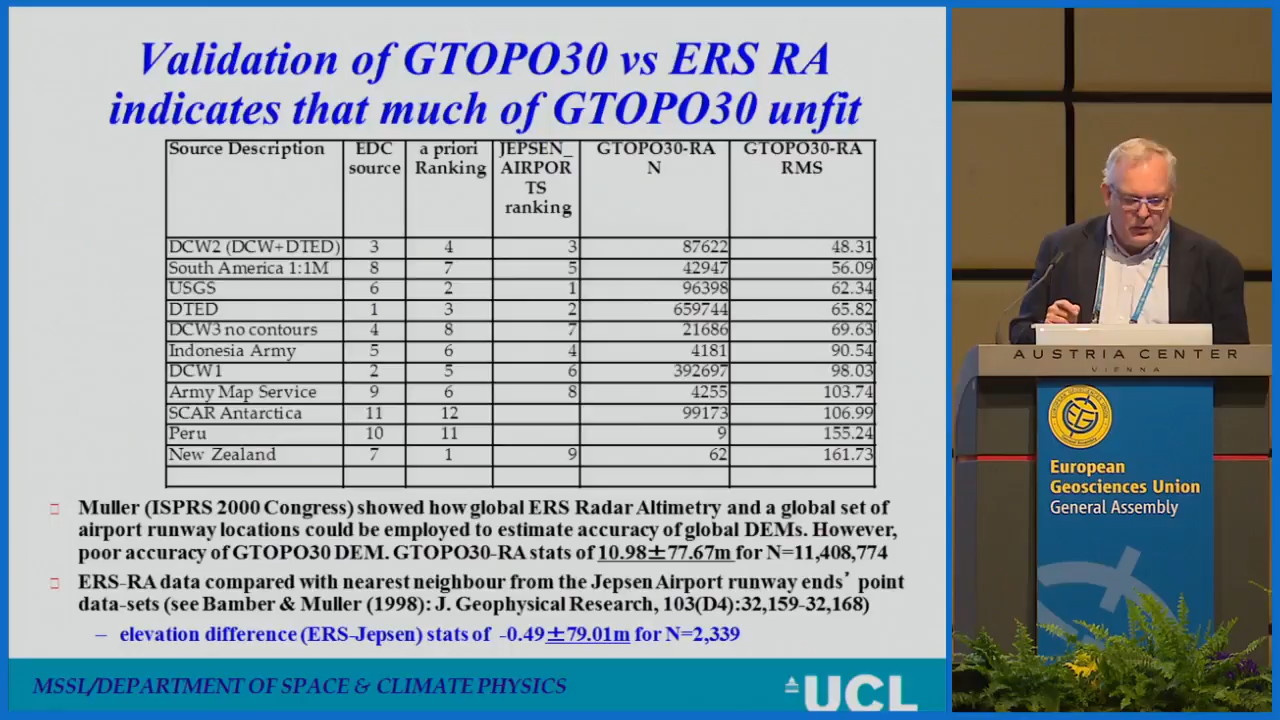 Validation of GTOPO30 vs ERS RA
indicates that much of GTOPO30 unfit
Source Description EDC source a priori Ranking JEPSEN_AIRPORTS ranking GTOPO30-RA N GTOPO30-RA RMS
DCW2 (DCW+DTED) 3 4 3 87622 48.31
South America 1:1M 8 7 5 42947 56.09
USGS 6 2 1 96398 62.34
DTED 1 3 2 659744 65.82
DCW3 no contours 4 8 7 21686 69.63
Indonesia Army 5 6 4 4181 90.54
DCW1 2 5 6 392697 98.03
Army Map Service 9 6 8 4255 103.74
SCAR Antarctica 11 12 99173 106.99
Peru 10 11 9 155.24
New Zealand 7 1 9 62 161.73
Muller (ISPRS 2000 Congress) showed how global ERS Radar Altimetry and a global set of
airport runway locations could be employed to estimate accuracy of global DEMs. However,
poor accuracy of GTOPO30 DEM. GTOPO30-RA stats of 10.98±77.67m for N=11,408,774
ERS-RA data compared with nearest neighbour from the Jepsen Airport runway ends’ point
data-sets (see Bamber & Muller (1998): J. Geophysical Research, 103(D4):32,159-32,168)
– elevation difference (ERS-Jepsen) stats of -0.49±79.01m for N=2,339
MSSL/DEPARTMENT OF SPACE & CLIMATE PHYSICS
UCL
AUSTRIA CENTER
VIENNA
European
Geosciences Union
General Assembly